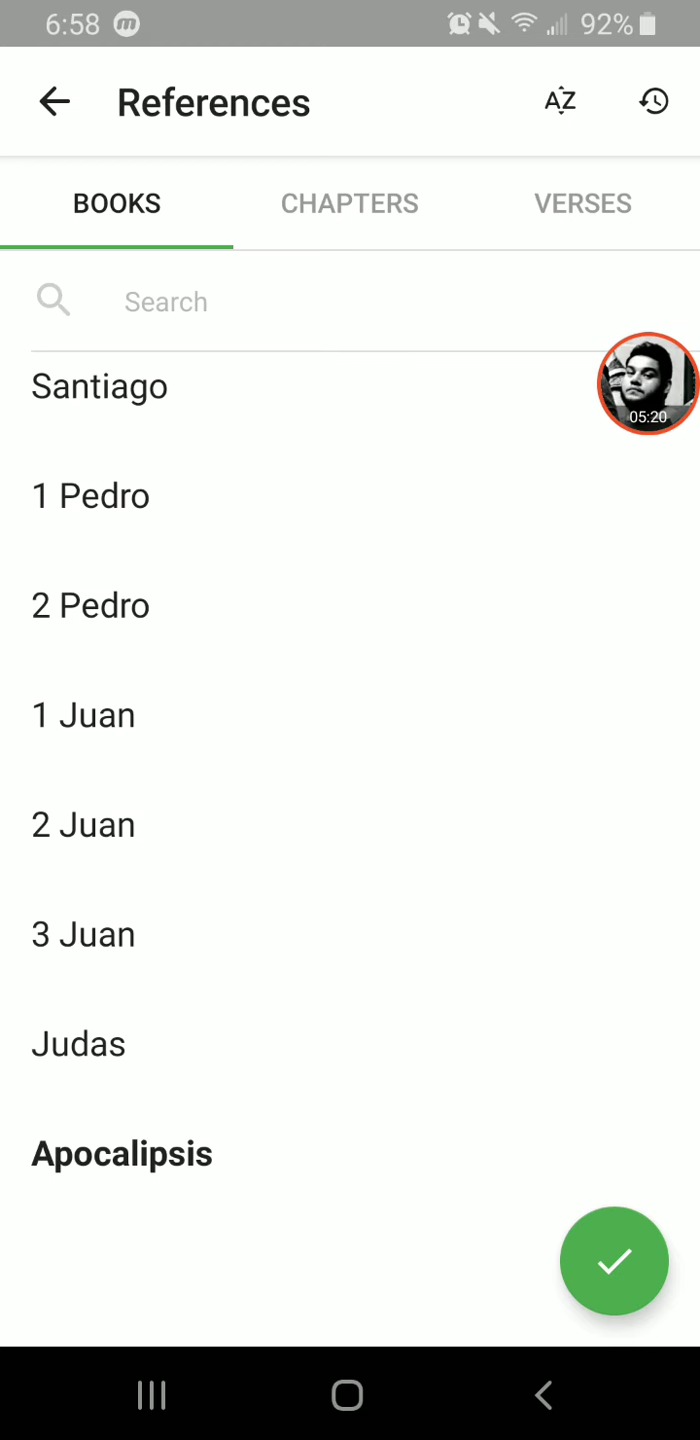 6:58 m 92%
References AZ
BOOKS CHAPTERS VERSES
Search
Santiago
05:20
1 Pedro
2 Pedro
1 Juan
2 Juan
3 Juan
Judas
Apocalipsis